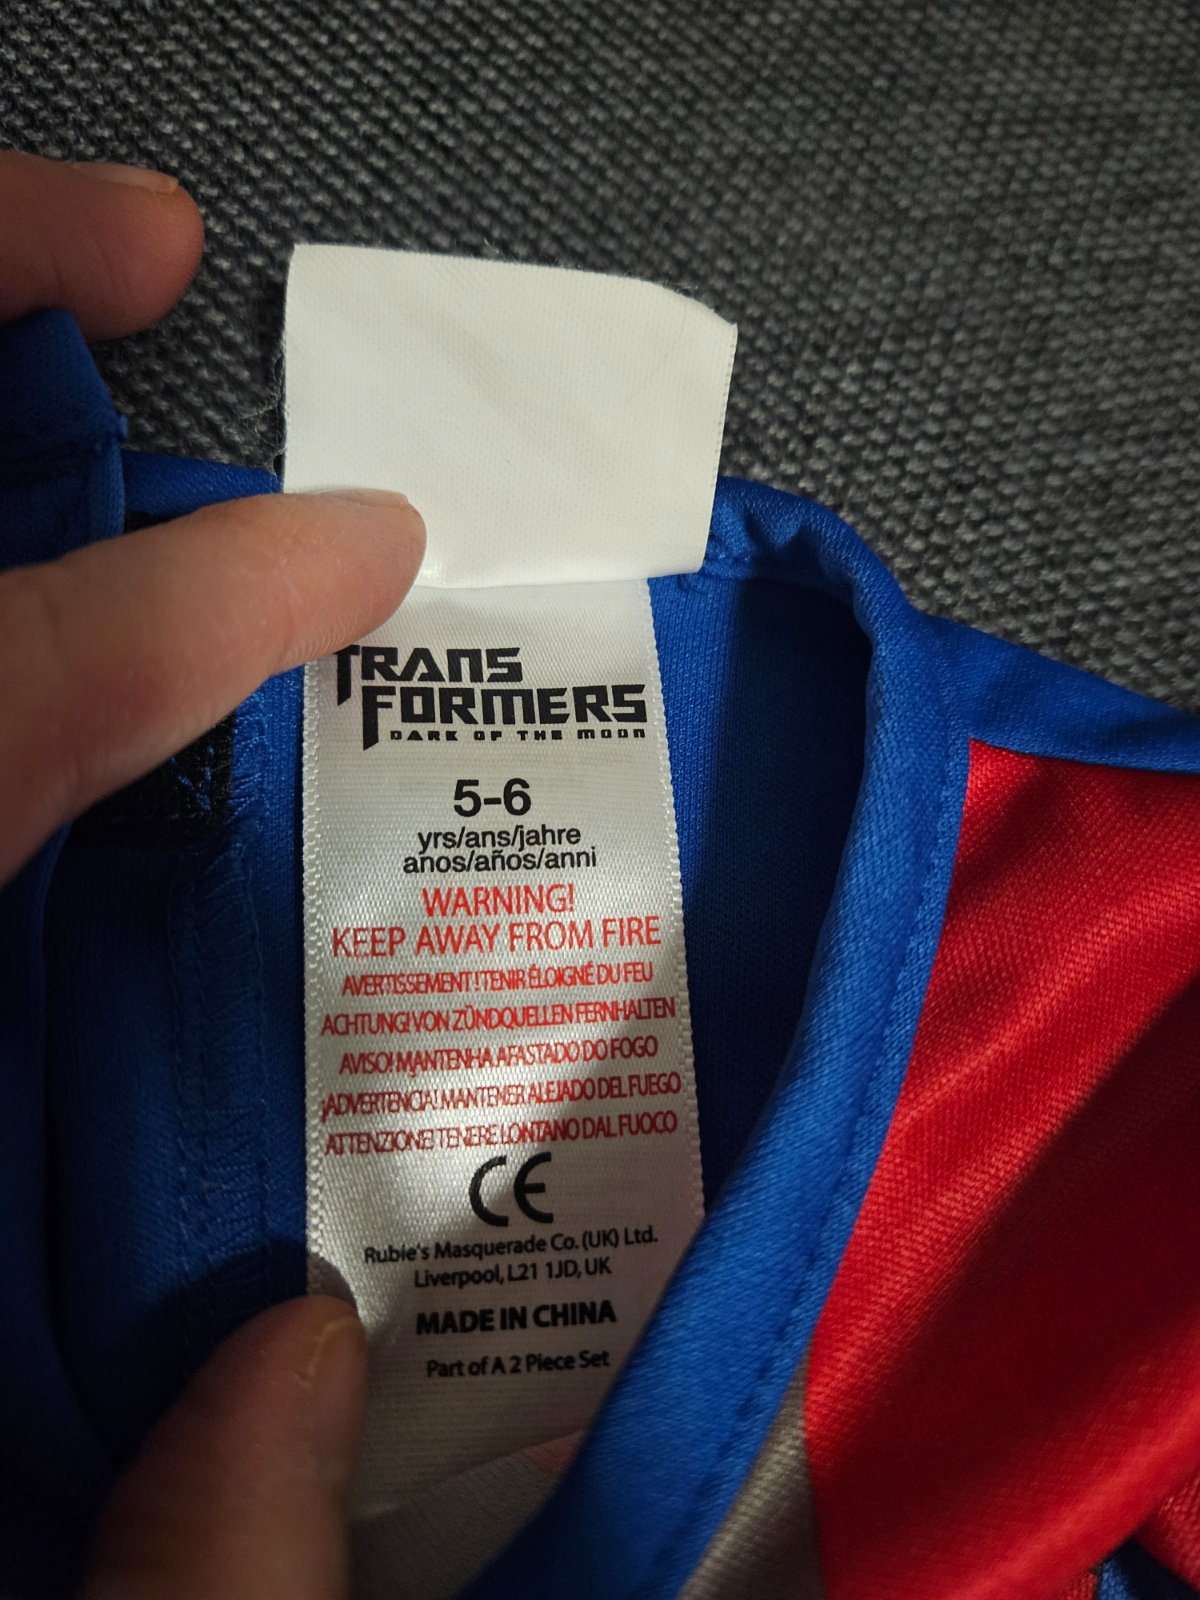 TRANS
FORMERS
DARK OF THE MOON
5-6
yrs/ans/jahre
anos/años/anni
WARNING!
KEEP AWAY FROM FIRE
AVERTISSEMENT ! TENIR ÉLOIGNÉ DU FEU
ACHTUNG! VON ZÜNDQUELLEN FERNHALTEN
AVISO! MANTENHA AFASTADO DO FOGO
¡ADVERTENCIA! MANTENER ALEJADO DEL FUEGO
ATTENZIONE! TENERE LONTANO DAL FUOCO
CE
Rubie's Masquerade Co. (UK) Ltd.
Liverpool, L21 1JD, UK
MADE IN CHINA
Part of A 2 Piece Set